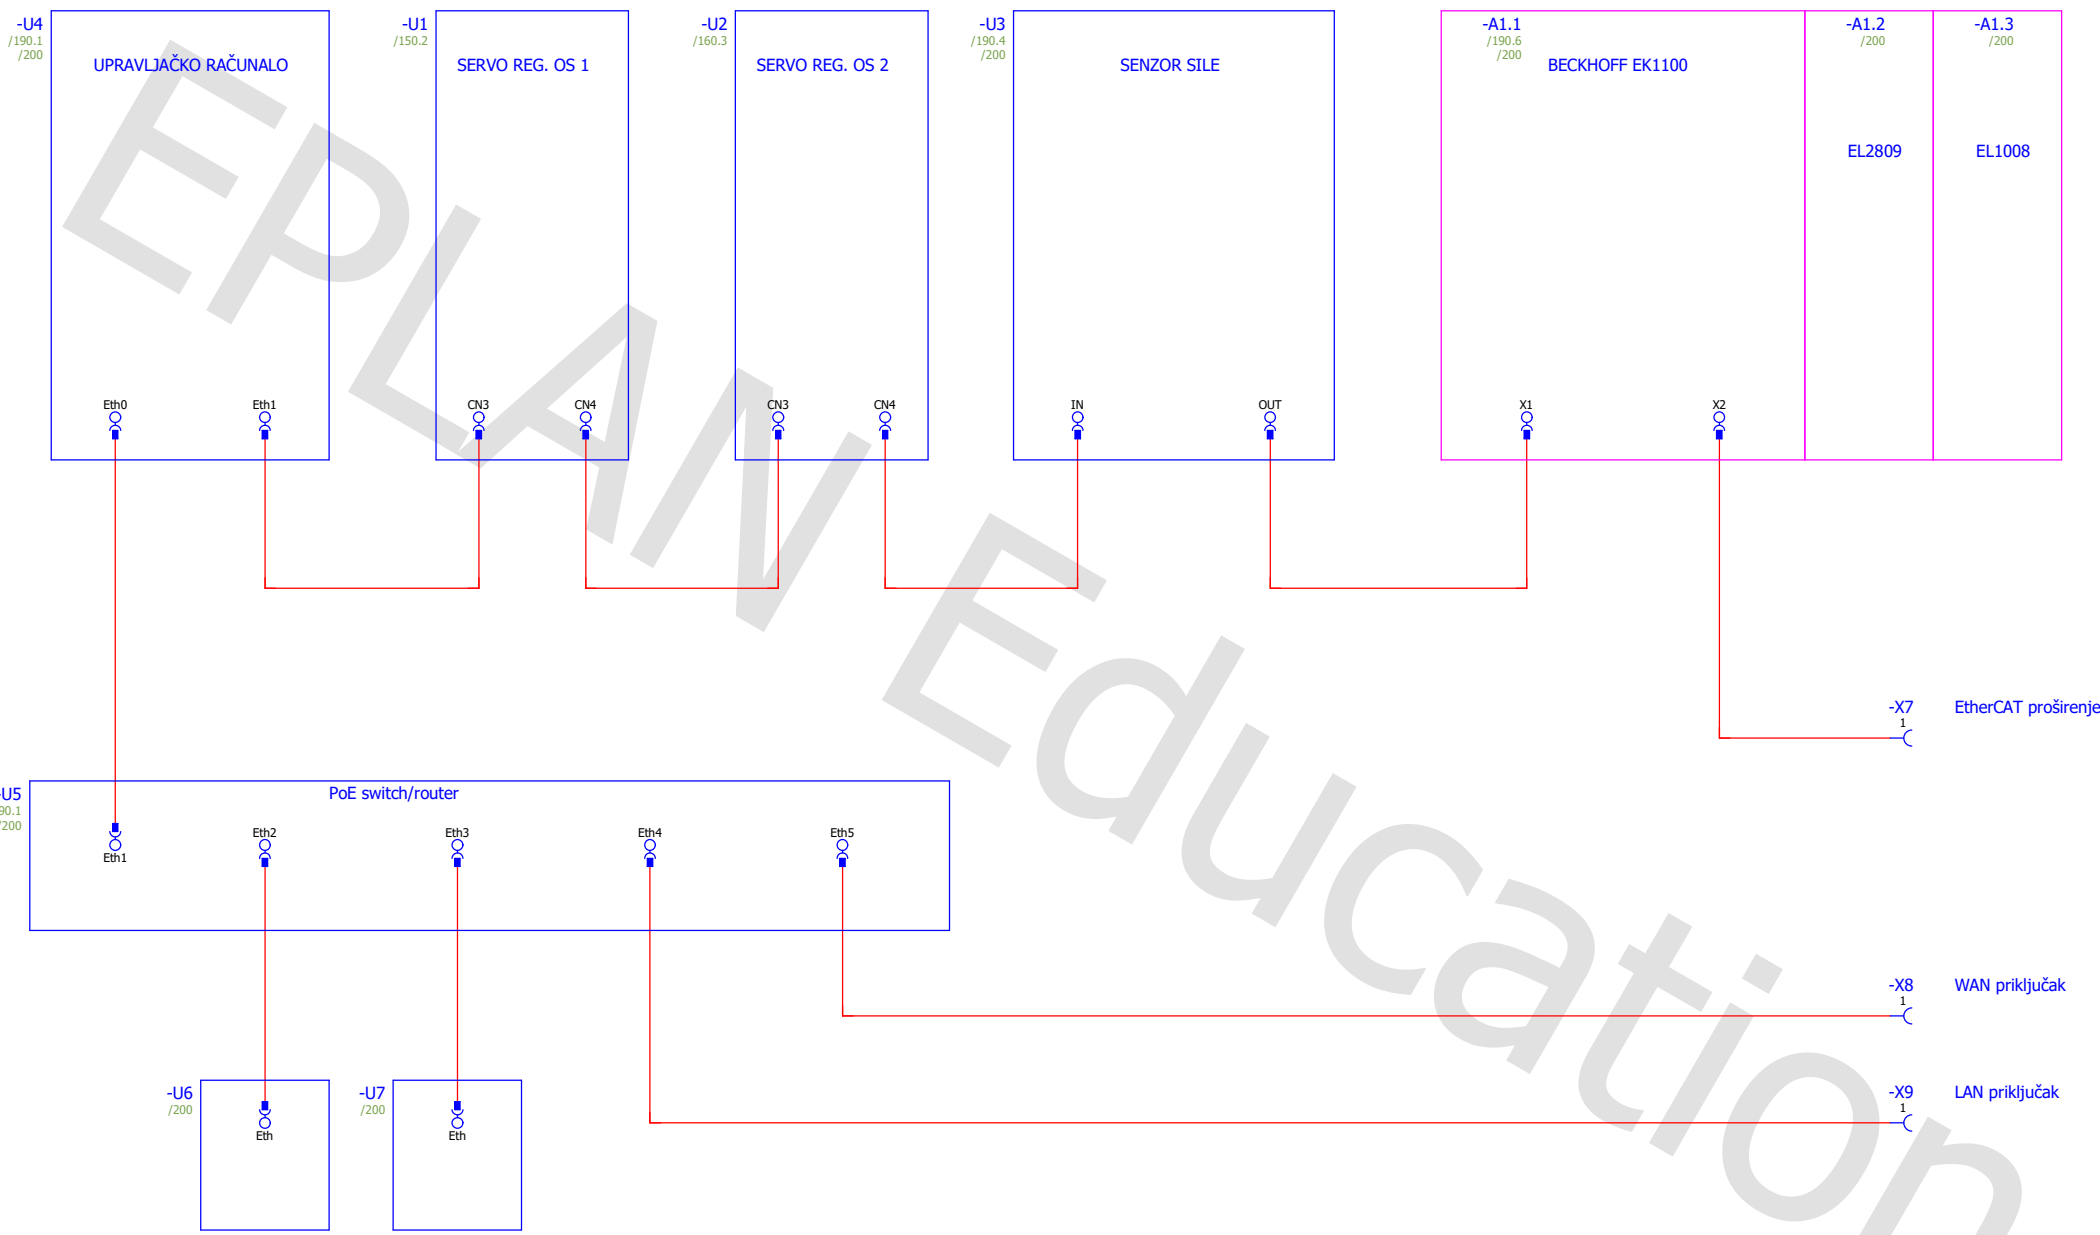 -U4
/190.1
/200
UPRAVLJAČKO RAČUNALO
Eth0
Eth1
-U1
/150.2
SERVO REG. OS 1
CN3
CN4
-U2
/160.3
SERVO REG. OS 2
CN3
CN4
-U3
/190.4
/200
SENZOR SILE
IN
OUT
-A1.1
/190.6
/200
BECKHOFF EK1100
X1
X2
-A1.2
/200
EL2809
-A1.3
/200
EL1008
-X7
1
EtherCAT proširenje
-U5
90.1
/200
PoE switch/router
Eth1
Eth2
Eth3
Eth4
Eth5
-X8
1
WAN priključak
-X9
1
LAN priključak
-U6
/200
Eth
-U7
/200
Eth
EPLAN Education